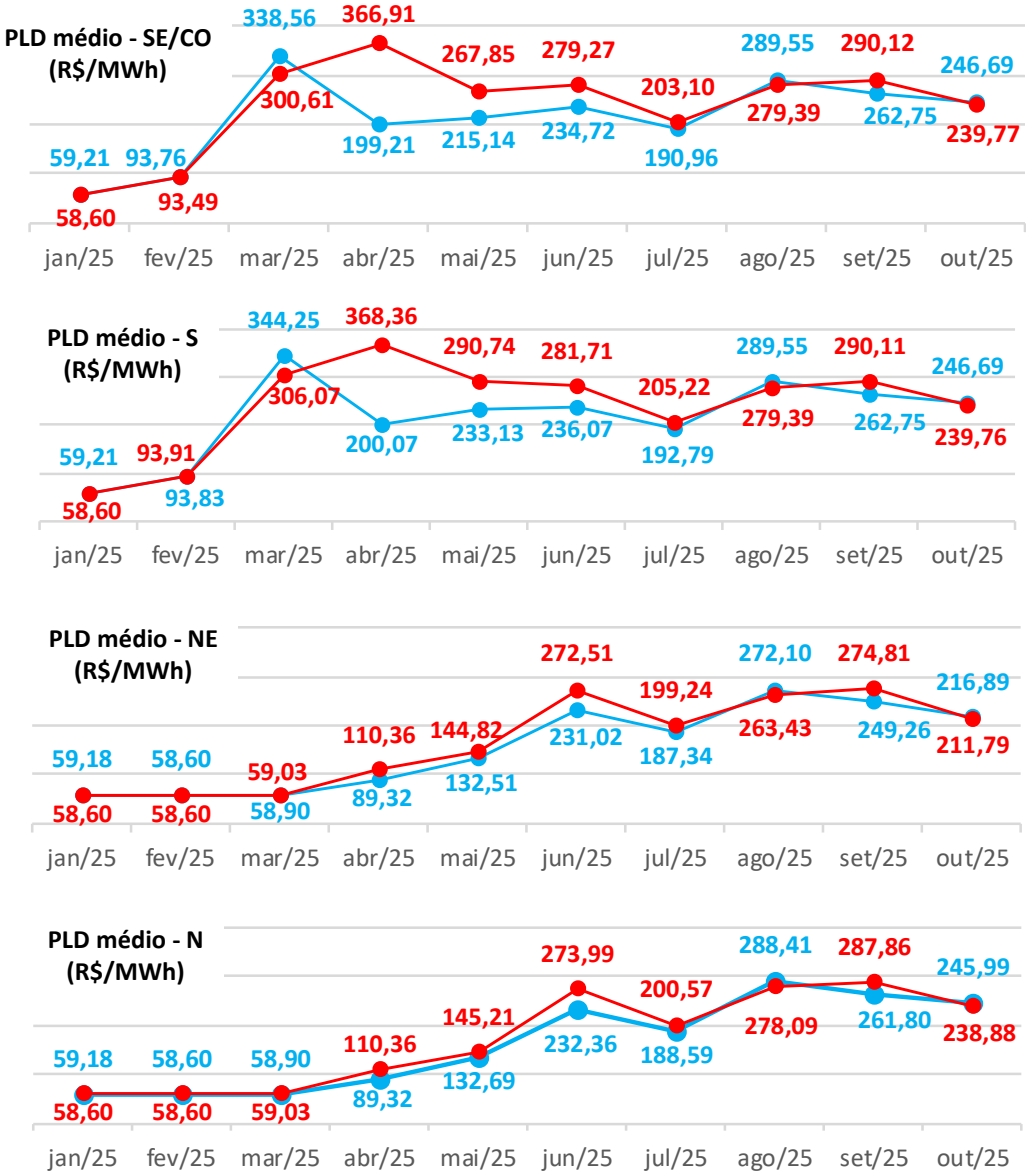 PLD médio - SE/CO
(R$/MWh)
338,56 366,91 267,85 279,27 203,10 289,55 290,12 246,69
59,21 93,76 300,61 199,21 215,14 234,72 190,96 279,39 262,75 239,77
58,60 93,49
jan/25 fev/25 mar/25 abr/25 mai/25 jun/25 jul/25 ago/25 set/25 out/25
PLD médio - S
(R$/MWh)
344,25 368,36 290,74 281,71 205,22 289,55 290,11 246,69
59,21 93,91 306,07 200,07 233,13 236,07 192,79 279,39 262,75 239,76
58,60 93,83
jan/25 fev/25 mar/25 abr/25 mai/25 jun/25 jul/25 ago/25 set/25 out/25
PLD médio - NE
(R$/MWh)
59,18 58,60 59,03 110,36 144,82 272,51 199,24 272,10 274,81 216,89
58,60 58,60 58,90 89,32 132,51 231,02 187,34 263,43 249,26 211,79
jan/25 fev/25 mar/25 abr/25 mai/25 jun/25 jul/25 ago/25 set/25 out/25
PLD médio - N
(R$/MWh)
59,18 58,60 58,90 110,36 145,21 273,99 200,57 288,41 287,86 245,99
58,60 58,60 59,03 89,32 132,69 232,36 188,59 278,09 261,80 238,88
jan/25 fev/25 mar/25 abr/25 mai/25 jun/25 jul/25 ago/25 set/25 out/25